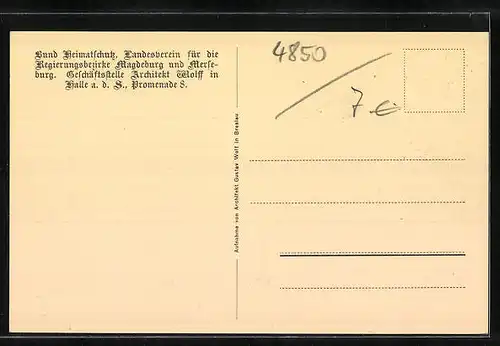 Bund Heimatschutz, Landesverein für die
Regierungsbezirke Magdeburg und Merse-
burg. Geschäftsstelle Architekt Wolff in
Halle a. d. S., Promenade 8.
4850
7 €
Aufnahme von Architekt Gustav Wolf in Breslau